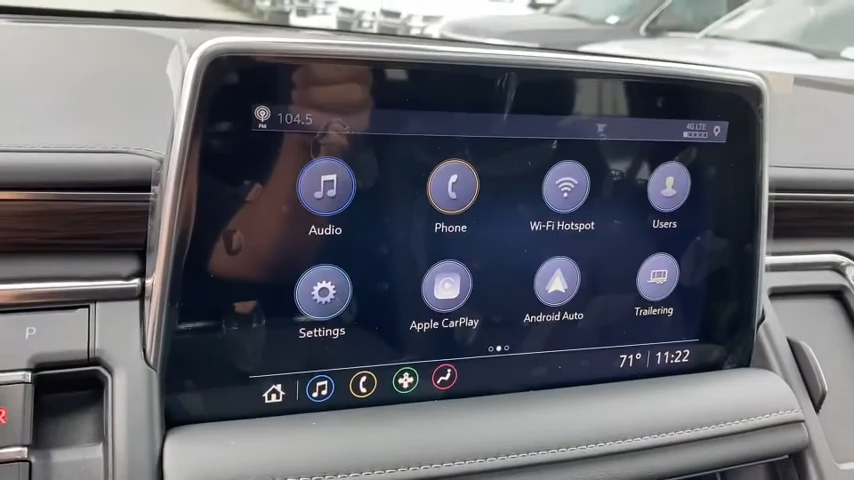 104.5
FM
4G LTE
Audio
Phone
Wi-Fi Hotspot
Users
Settings
Apple CarPlay
Android Auto
Trailering
71°
11:22
P
R